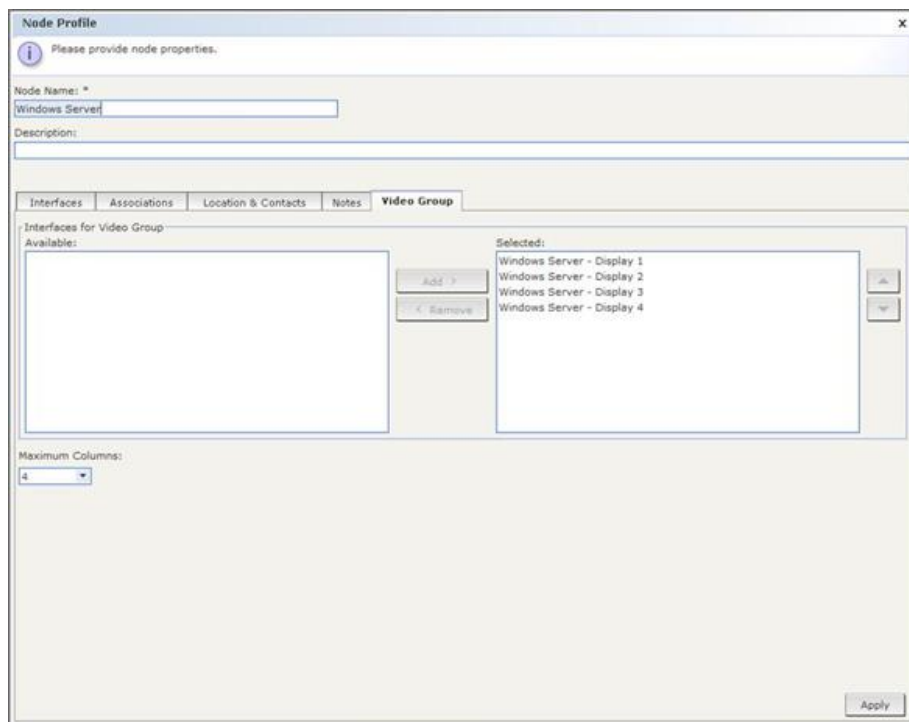 Node Profile
x
i
Please provide node properties.
Node Name: *
Windows Server
Description:
Interfaces
Associations
Location & Contacts
Notes
Video Group
Interfaces for Video Group
Available:
Selected:
Windows Server - Display 1
Windows Server - Display 2
Windows Server - Display 3
Windows Server - Display 4
Add >
< Remove
Maximum Columns:
4
Apply